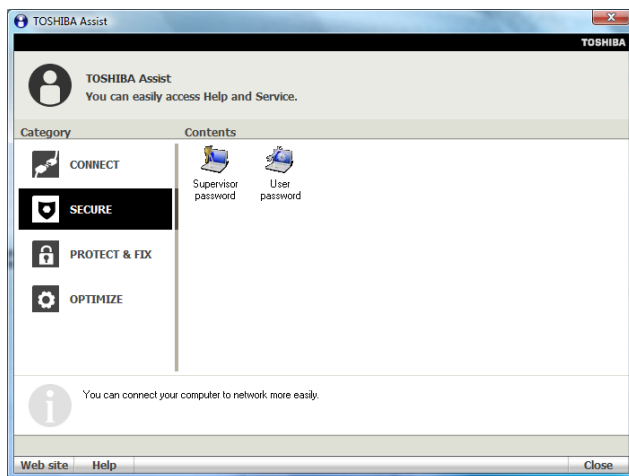 TOSHIBA Assist
TOSHIBA
TOSHIBA Assist
You can easily access Help and Service.
Category
Contents
CONNECT
SECURE
PROTECT & FIX
OPTIMIZE
Supervisor
password
User
password
You can connect your computer to network more easily.
Web site
Help
Close